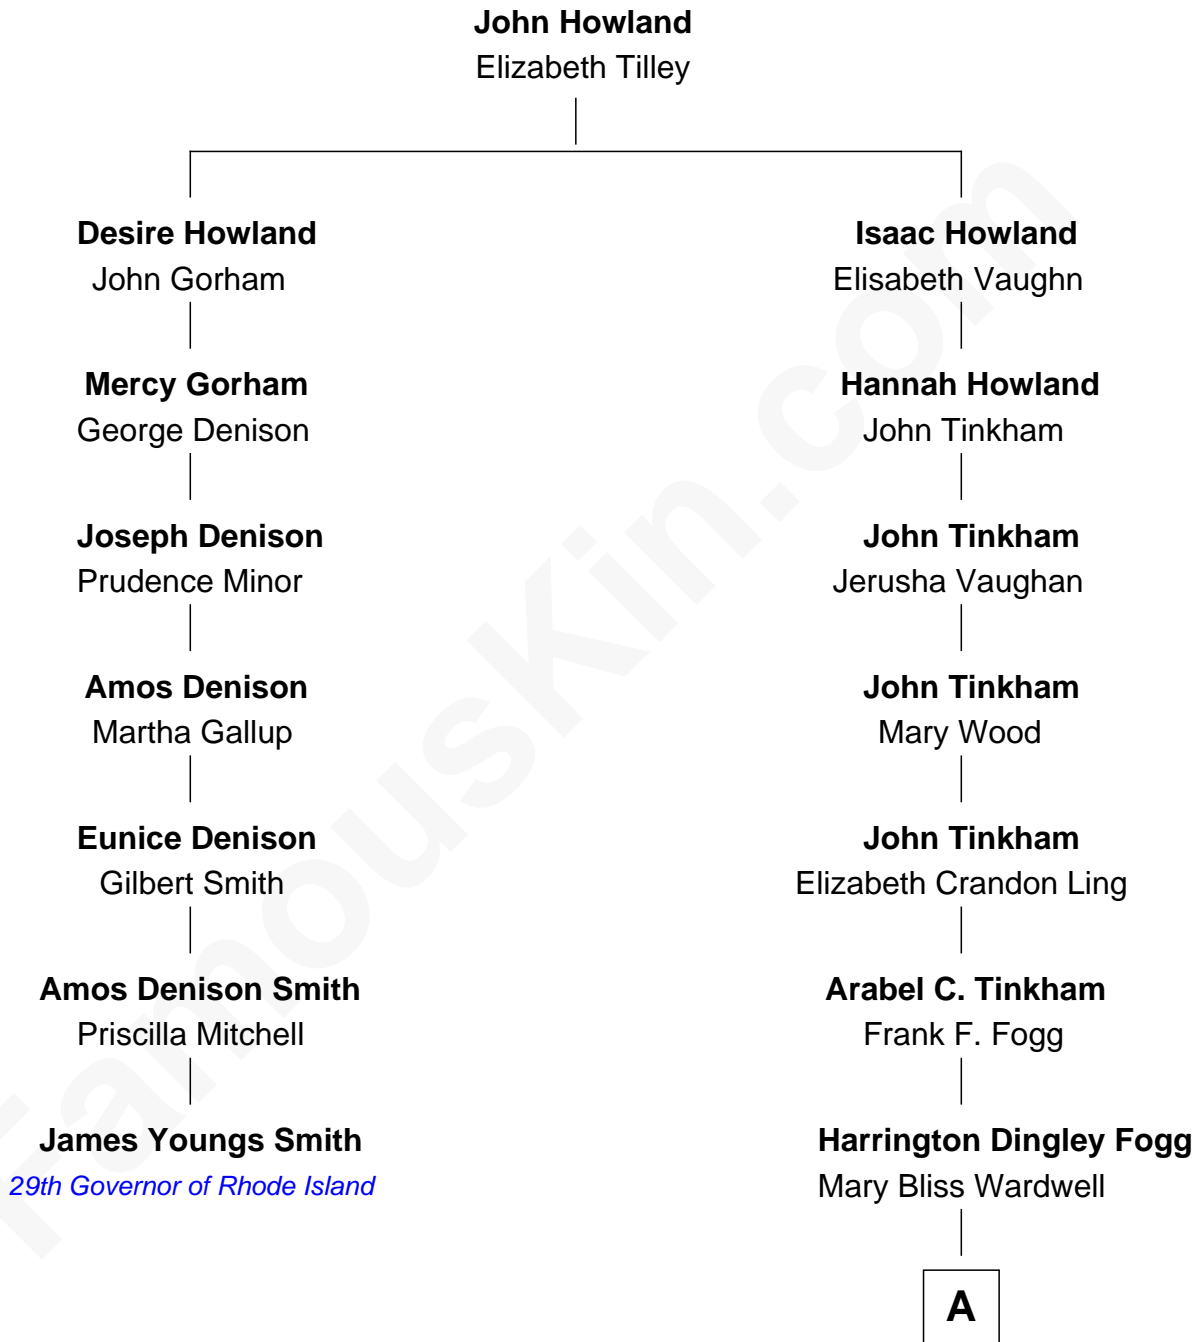 John Howland
Elizabeth Tilley
Desire Howland
John Gorham
Isaac Howland
Elisabeth Vaughn
Mercy Gorham
George Denison
Hannah Howland
John Tinkham
Joseph Denison
Prudence Minor
John Tinkham
Jerusha Vaughan
Amos Denison
Martha Gallup
John Tinkham
Mary Wood
Eunice Denison
Gilbert Smith
John Tinkham
Elizabeth Crandon Ling
Amos Denison Smith
Priscilla Mitchell
Arabel C. Tinkham
Frank F. Fogg
James Youngs Smith
29th Governor of Rhode Island
Harrington Dingley Fogg
Mary Bliss Wardwell
A
FamousKin.com